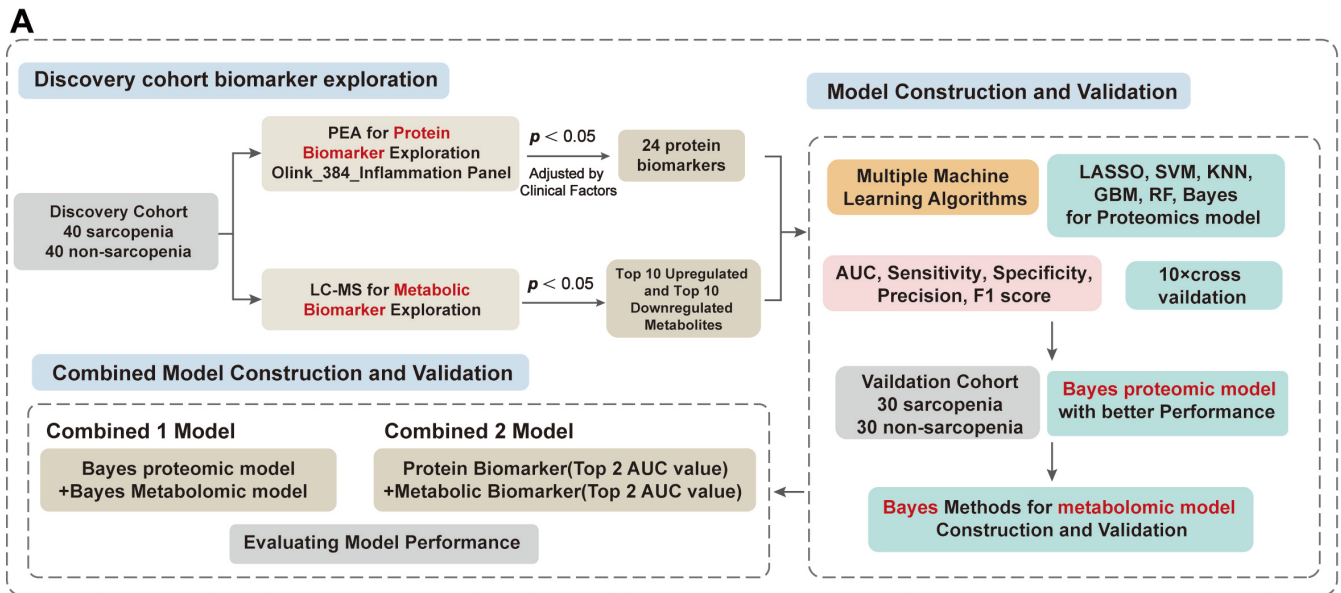 A
Discovery cohort biomarker exploration
Discovery Cohort
40 sarcopenia
40 non-sarcopenia
PEA for Protein
Biomarker Exploration
Olink_384_Inflammation Panel
p < 0.05
Adjusted by
Clinical Factors
24 protein
biomarkers
LC-MS for Metabolic
Biomarker Exploration
p < 0.05
Top 10 Upregulated
and Top 10
Downregulated
Metabolites
Model Construction and Validation
Multiple Machine
Learning Algorithms
LASSO, SVM, KNN,
GBM, RF, Bayes
for Proteomics model
AUC, Sensitivity, Specificity,
Precision, F1 score
10×cross
vaildation
Vaildation Cohort
30 sarcopenia
30 non-sarcopenia
Bayes proteomic model
with better Performance
Bayes Methods for metabolomic model
Construction and Validation
Combined Model Construction and Validation
Combined 1 Model
Bayes proteomic model
+Bayes Metabolomic model
Combined 2 Model
Protein Biomarker(Top 2 AUC value)
+Metabolic Biomarker(Top 2 AUC value)
Evaluating Model Performance